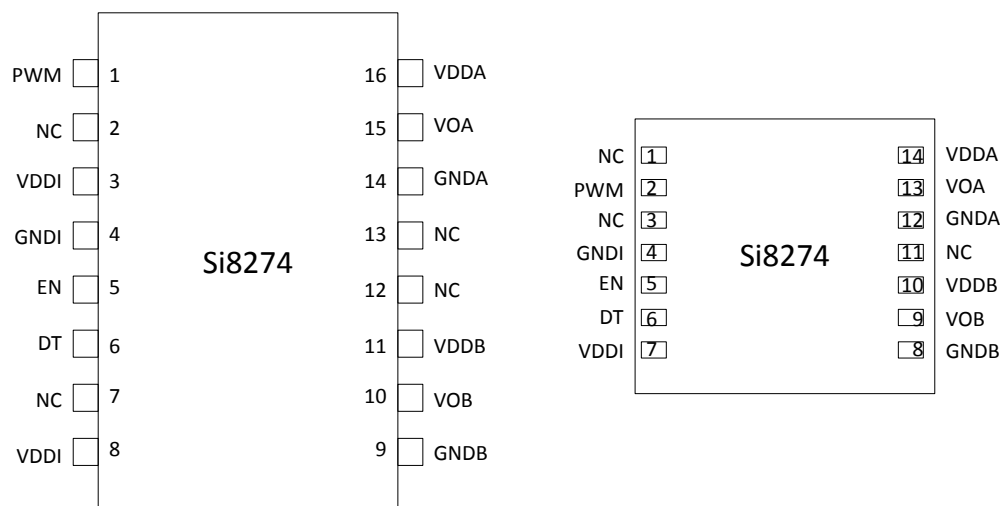 PWM 1 16 VDDA
NC 2 15 VOA
VDDI 3 14 GNDA
GNDI 4 13 NC
Si8274
EN 5 12 NC
DT 6 11 VDDB
NC 7 10 VOB
VDDI 8 9 GNDB
NC 1 14 VDDA
PWM 2 13 VOA
NC 3 12 GNDA
GNDI 4 Si8274 11 NC
EN 5 10 VDDB
DT 6 9 VOB
VDDI 7 8 GNDB